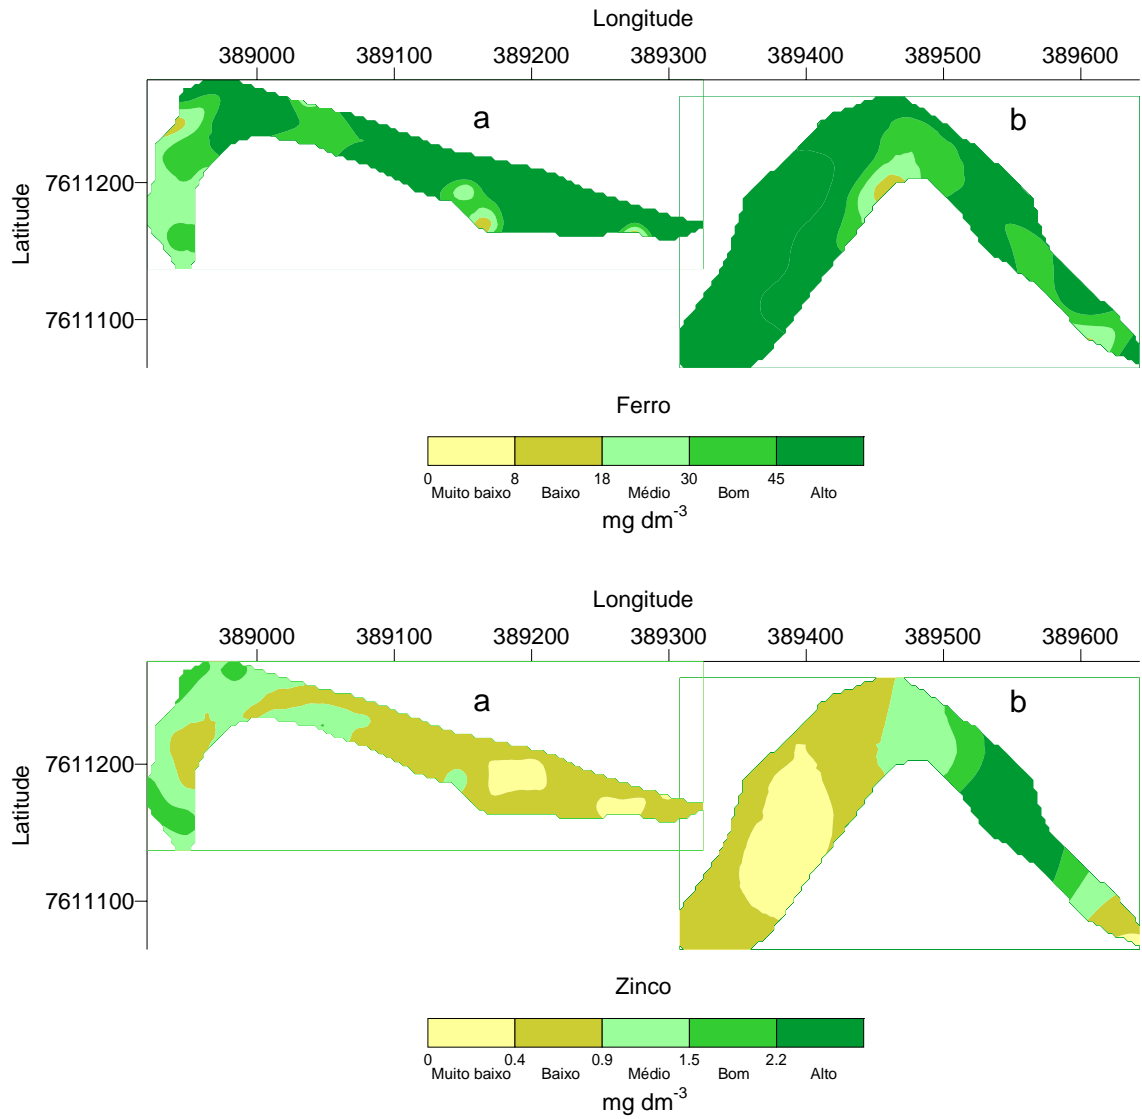 Longitude
389000 389100 389200 389300 389400 389500 389600
a b
7611200
Latitude
7611100
Ferro
0 8 18 30 45
Muito baixo Baixo Médio Bom Alto
mg dm⁻³
Longitude
389000 389100 389200 389300 389400 389500 389600
a b
7611200
Latitude
7611100
Zinco
0 0.4 0.9 1.5 2.2
Muito baixo Baixo Médio Bom Alto
mg dm⁻³